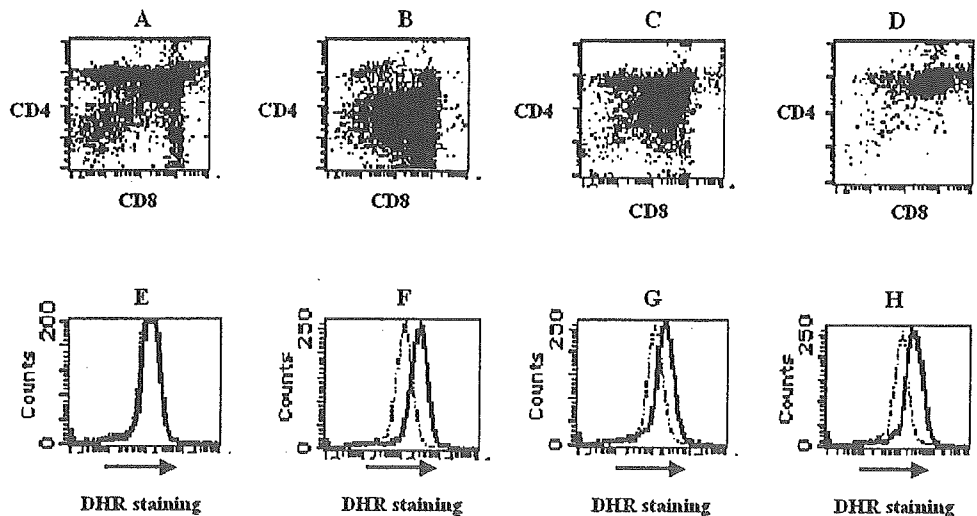 A
B
C
D
CD4
CD4
CD4
CD4
CD8
CD8
CD8
CD8
E
F
G
H
200
Counts
0
250
Counts
0
250
Counts
0
250
Counts
0
DHR staining
DHR staining
DHR staining
DHR staining